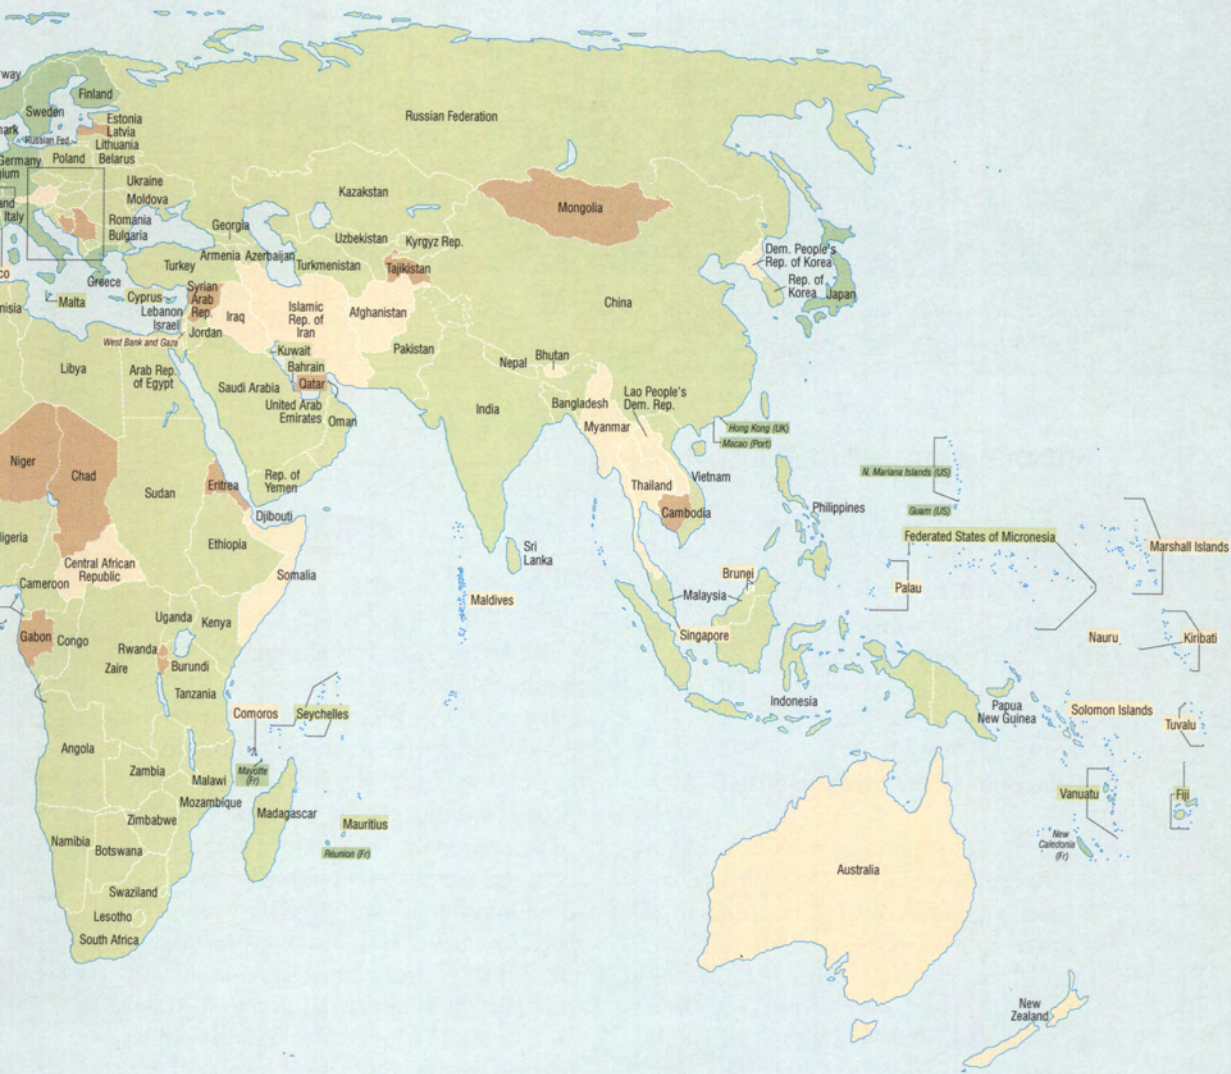 way
Finland
Sweden
Estonia
Latvia
Lithuania
mark
Russian Fed.
Germany
Poland
Belarus
gium
Ukraine
Moldova
and
Italy
Romania
Bulgaria
Greece
co
nisia
Malta
Russian Federation
Kazakstan
Mongolia
Georgia
Uzbekistan
Kyrgyz Rep.
Armenia
Azerbaijan
Turkmenistan
Tajikistan
Turkey
Cyprus
Lebanon
Israel
Syrian
Arab
Rep.
Iraq
Islamic
Rep. of
Iran
Afghanistan
Jordan
West Bank and Gaza
Kuwait
Bahrain
Qatar
Pakistan
China
Dem. People's
Rep. of Korea
Rep. of
Korea
Japan
Libya
Arab Rep.
of Egypt
Saudi Arabia
United Arab
Emirates
Oman
Nepal
Bhutan
India
Bangladesh
Lao People's
Dem. Rep.
Myanmar
Hong Kong (UK)
Macao (Port)
Niger
Chad
Sudan
Eritrea
Rep. of
Yemen
Djibouti
Thailand
Vietnam
Cambodia
Philippines
N. Mariana Islands (US)
Guam (US)
Federated States of Micronesia
Marshall Islands
ligeria
Central African
Republic
Ethiopia
Somalia
Cameroon
Sri
Lanka
Maldives
Brunei
Malaysia
Singapore
Palau
Nauru
Kiribati
Gabon
Congo
Uganda
Kenya
Rwanda
Zaire
Burundi
Tanzania
Comoros
Seychelles
Indonesia
Papua
New Guinea
Solomon Islands
Tuvalu
Angola
Zambia
Malawi
Mayotte
(Fr)
Mozambique
Zimbabwe
Madagascar
Mauritius
Réunion (Fr)
Vanuatu
Fiji
New
Caledonia
(Fr)
Namibia
Botswana
Swaziland
Lesotho
South Africa
Australia
New
Zealand